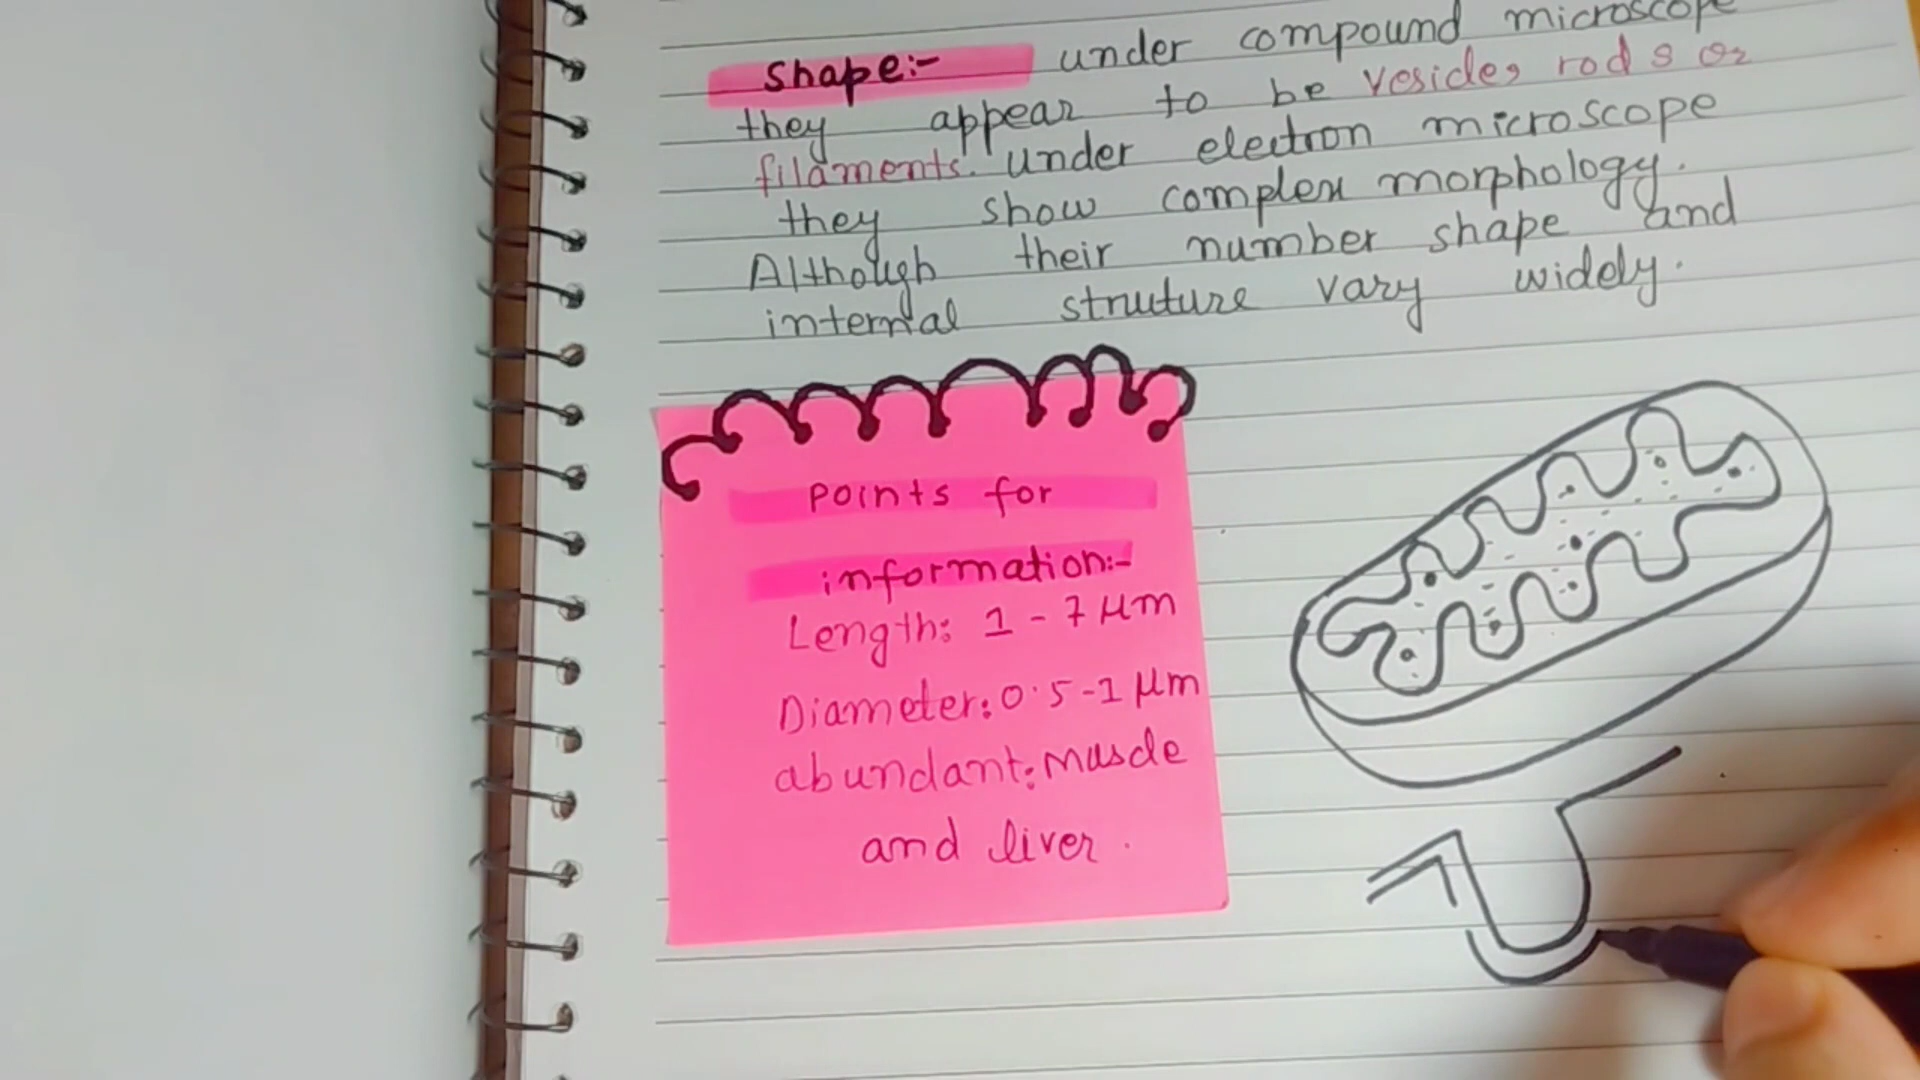 Shape:- under compound microscope
they appear to be vesicles rods or
filaments. under electron microscope
they show complex morphology.
Although their number shape and
internal struture vary widely.
Points for
information:-
Length: 1 - 7 μm
Diameter: 0.5-1 μm
abundant: Muscle
and liver.